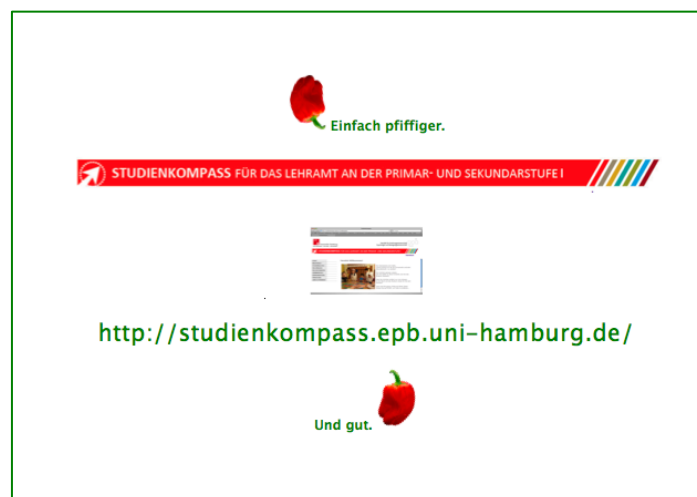 Einfach pfiffiger.
STUDIENKOMPASS FÜR DAS LEHRAMT AN DER PRIMAR- UND SEKUNDARSTUFE I
http://studienkompass.epb.uni-hamburg.de/
Und gut.